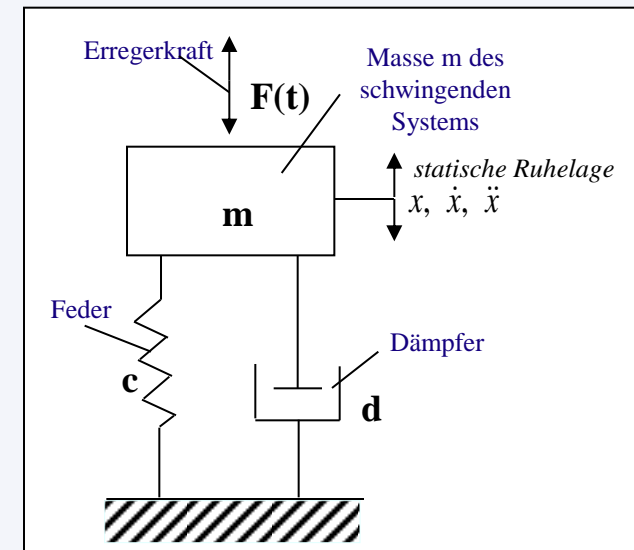 Erregerkraft
F(t)
Masse m des
schwingenden
Systems
statische Ruhelage
x, ẋ, ẍ
m
Feder
c
Dämpfer
d